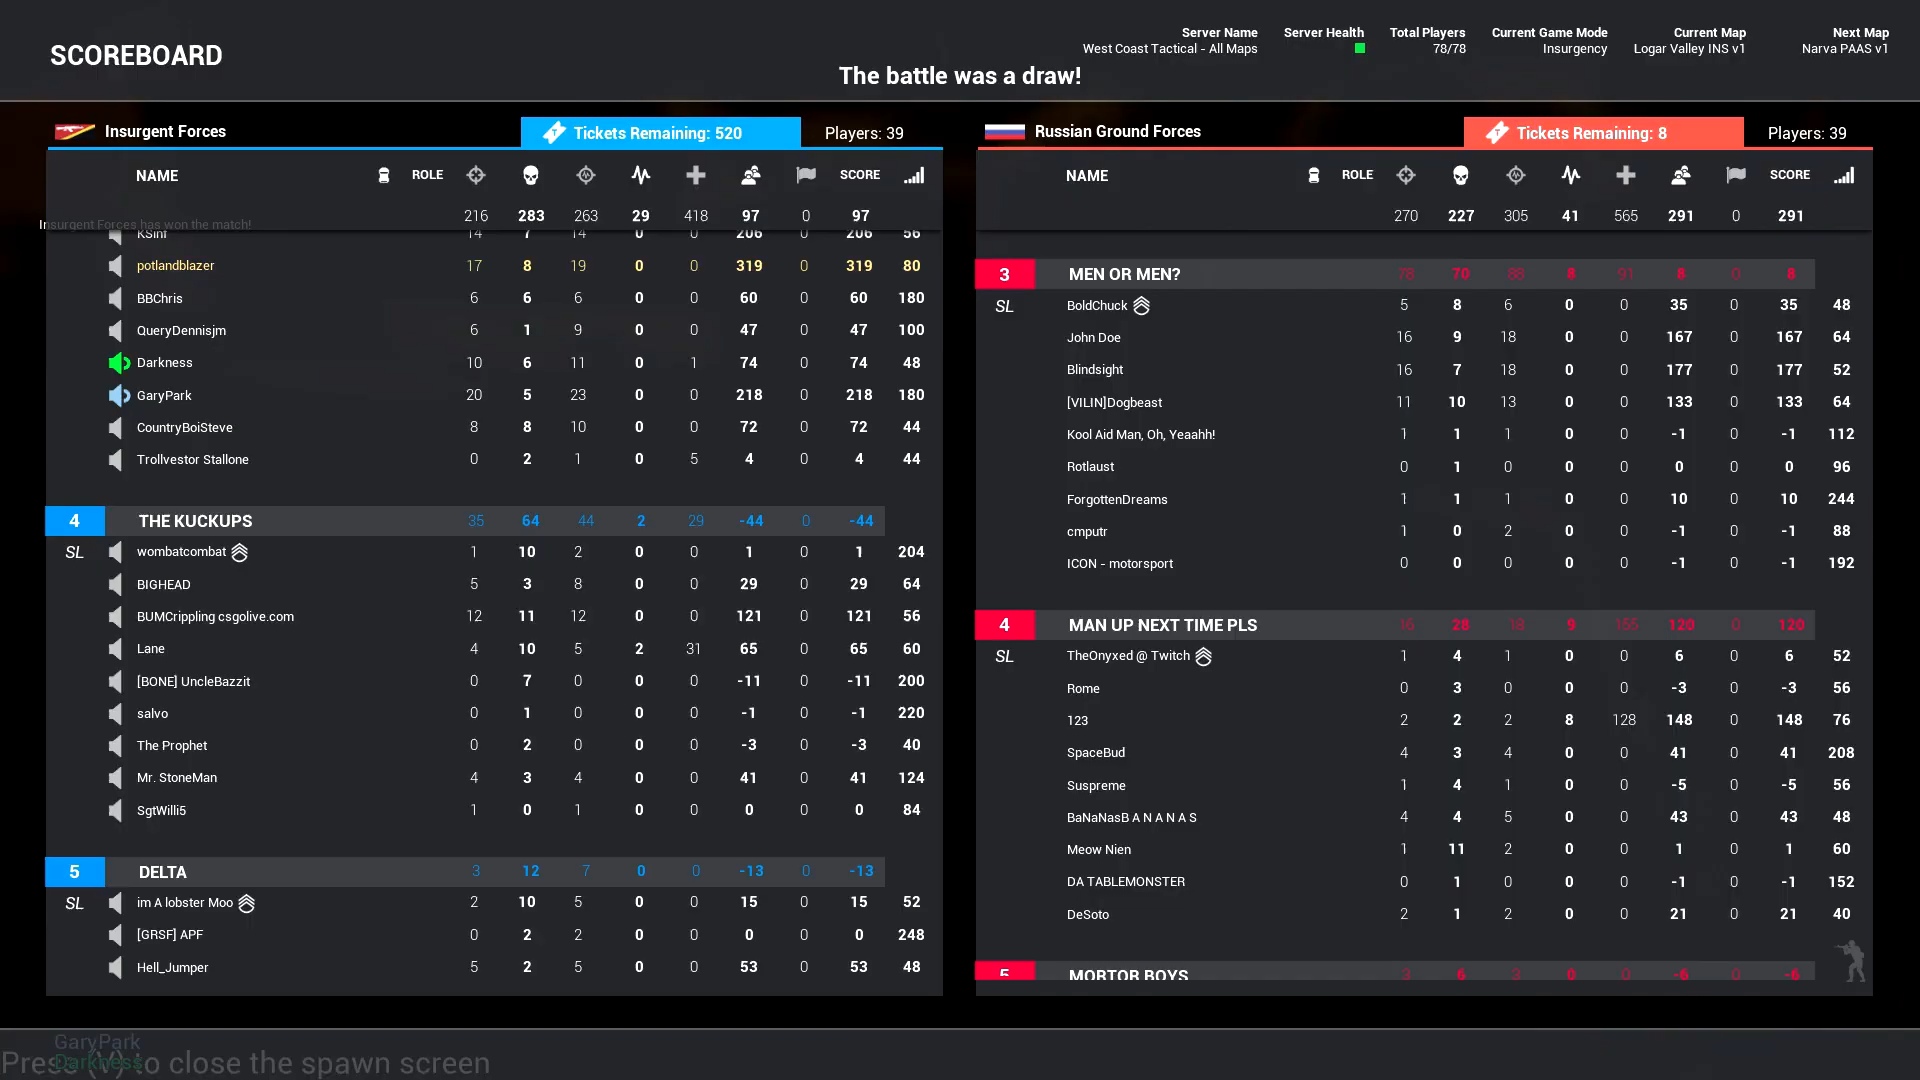 SCOREBOARD
Server Name Server Health Total Players Current Game Mode Current Map Next Map
West Coast Tactical - All Maps 78/78 Insurgency Logar Valley INS v1 Narva PAAS v1
The battle was a draw!
Insurgent Forces Tickets Remaining: 520 Players: 39
NAME ROLE SCORE
216 283 263 29 418 97 0 97
Insurgent Forces has won the match!
KSinf 14 7 14 0 0 206 0 206 56
potlandblazer 17 8 19 0 0 319 0 319 80
BBChris 6 6 6 0 0 60 0 60 180
QueryDennisjm 6 1 9 0 0 47 0 47 100
Darkness 10 6 11 0 1 74 0 74 48
GaryPark 20 5 23 0 0 218 0 218 180
CountryBoiSteve 8 8 10 0 0 72 0 72 44
Trollvestor Stallone 0 2 1 0 5 4 0 4 44
4 THE KUCKUPS 35 64 44 2 29 -44 0 -44
SL wombatcombat 1 10 2 0 0 1 0 1 204
BIGHEAD 5 3 8 0 0 29 0 29 64
BUMCrippling csgolive.com 12 11 12 0 0 121 0 121 56
Lane 4 10 5 2 31 65 0 65 60
[BONE] UncleBazzit 0 7 0 0 0 -11 0 -11 200
salvo 0 1 0 0 0 -1 0 -1 220
The Prophet 0 2 0 0 0 -3 0 -3 40
Mr. StoneMan 4 3 4 0 0 41 0 41 124
SgtWilli5 1 0 1 0 0 0 0 0 84
5 DELTA 3 12 7 0 0 -13 0 -13
SL im A lobster Moo 2 10 5 0 0 15 0 15 52
[GRSF] APF 0 2 2 0 0 0 0 0 248
Hell_Jumper 5 2 5 0 0 53 0 53 48
Russian Ground Forces Tickets Remaining: 8 Players: 39
NAME ROLE SCORE
270 227 305 41 565 291 0 291
3 MEN OR MEN? 78 70 88 8 91 8 0 8
SL BoldChuck 5 8 6 0 0 35 0 35 48
John Doe 16 9 18 0 0 167 0 167 64
Blindsight 16 7 18 0 0 177 0 177 52
[VILIN]Dogbeast 11 10 13 0 0 133 0 133 64
Kool Aid Man, Oh, Yeaahh! 1 1 1 0 0 -1 0 -1 112
Rotlaust 0 1 0 0 0 0 0 0 96
ForgottenDreams 1 1 1 0 0 10 0 10 244
cmputr 1 0 2 0 0 -1 0 -1 88
ICON - motorsport 0 0 0 0 0 -1 0 -1 192
4 MAN UP NEXT TIME PLS 16 28 18 9 155 120 0 120
SL TheOnyxed @ Twitch 1 4 1 0 0 6 0 6 52
Rome 0 3 0 0 0 -3 0 -3 56
123 2 2 2 8 128 148 0 148 76
SpaceBud 4 3 4 0 0 41 0 41 208
Suspreme 1 4 1 0 0 -5 0 -5 56
BaNaNasB A N A N A S 4 4 5 0 0 43 0 43 48
Meow Nien 1 11 2 0 0 1 0 1 60
DA TABLEMONSTER 0 1 0 0 0 -1 0 -1 152
DeSoto 2 1 2 0 0 21 0 21 40
5 MORTOR BOYS 3 6 3 0 0 -6 0 -6
GaryPark
Darkness
Press (V) to close the spawn screen